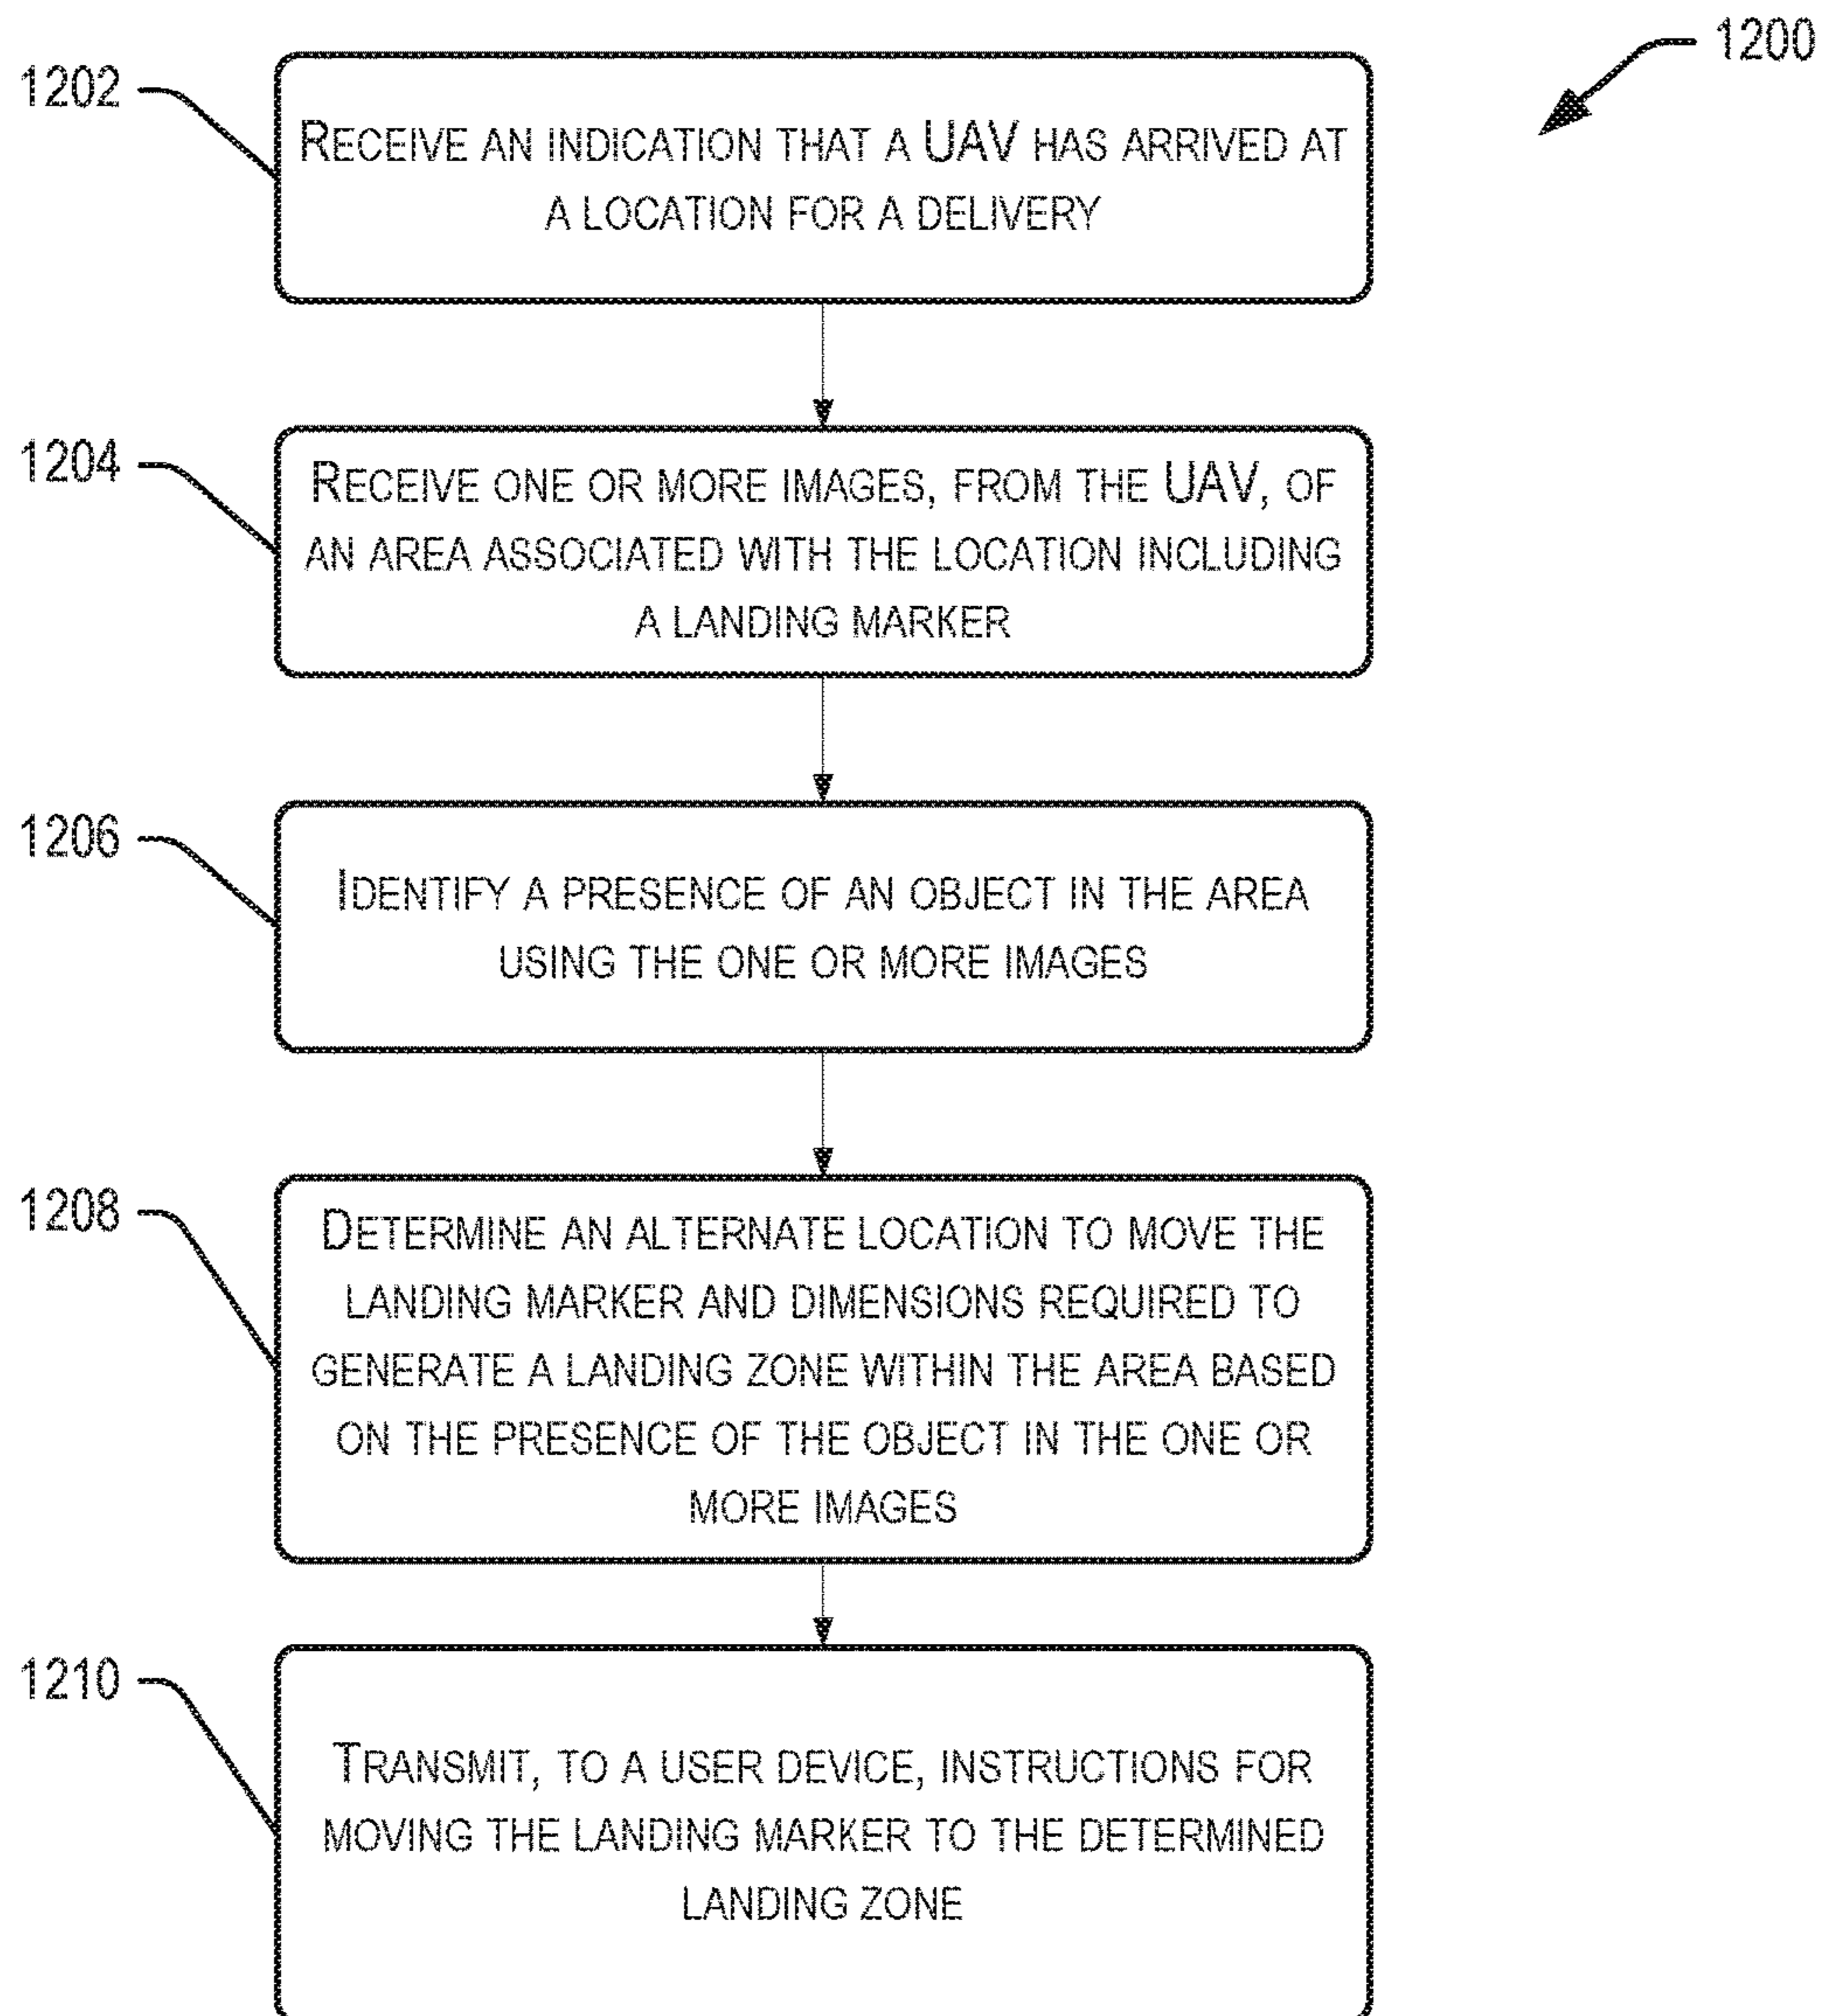 1200
1202
RECEIVE AN INDICATION THAT A UAV HAS ARRIVED AT
A LOCATION FOR A DELIVERY
1204
RECEIVE ONE OR MORE IMAGES, FROM THE UAV, OF
AN AREA ASSOCIATED WITH THE LOCATION INCLUDING
A LANDING MARKER
1206
IDENTIFY A PRESENCE OF AN OBJECT IN THE AREA
USING THE ONE OR MORE IMAGES
1208
DETERMINE AN ALTERNATE LOCATION TO MOVE THE
LANDING MARKER AND DIMENSIONS REQUIRED TO
GENERATE A LANDING ZONE WITHIN THE AREA BASED
ON THE PRESENCE OF THE OBJECT IN THE ONE OR
MORE IMAGES
1210
TRANSMIT, TO A USER DEVICE, INSTRUCTIONS FOR
MOVING THE LANDING MARKER TO THE DETERMINED
LANDING ZONE